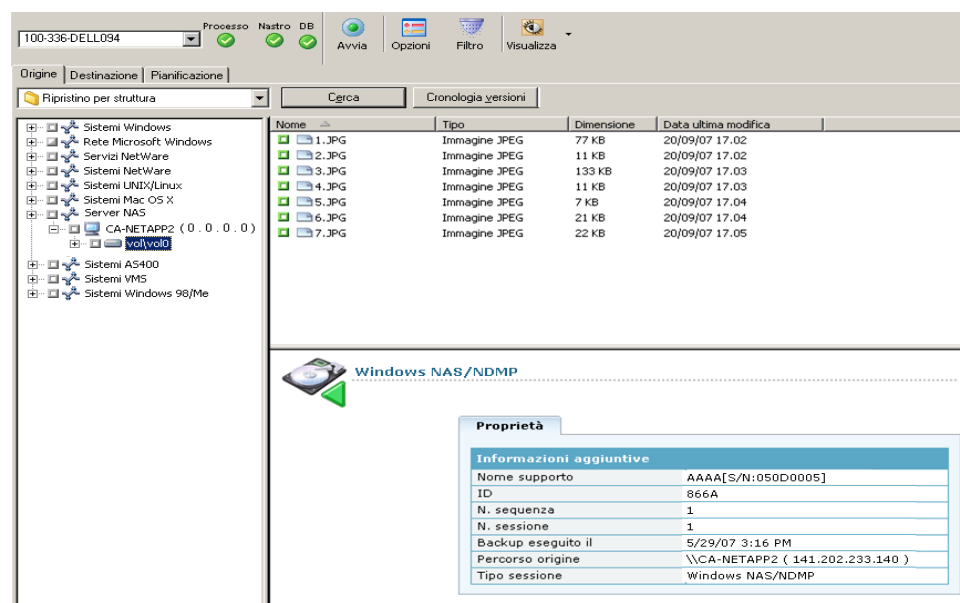 Processo Nastro DB
100-336-DELL094
Avvia Opzioni Filtro Visualizza
Origine Destinazione Pianificazione
Ripristino per struttura Cerca Cronologia versioni
Nome Tipo Dimensione Data ultima modifica
Sistemi Windows
Rete Microsoft Windows
Servizi NetWare
Sistemi NetWare
Sistemi UNIX/Linux
Sistemi Mac OS X
Server NAS
CA-NETAPP2 ( 0 . 0 . 0 . 0 )
vol\vol0
Sistemi AS400
Sistemi VMS
Sistemi Windows 98/Me
1.JPG Immagine JPEG 77 KB 20/09/07 17.02
2.JPG Immagine JPEG 11 KB 20/09/07 17.02
3.JPG Immagine JPEG 133 KB 20/09/07 17.03
4.JPG Immagine JPEG 11 KB 20/09/07 17.03
5.JPG Immagine JPEG 7 KB 20/09/07 17.04
6.JPG Immagine JPEG 21 KB 20/09/07 17.04
7.JPG Immagine JPEG 22 KB 20/09/07 17.05
Windows NAS/NDMP
Proprietà
Informazioni aggiuntive
Nome supporto AAAA[S/N:050D0005]
ID 866A
N. sequenza 1
N. sessione 1
Backup eseguito il 5/29/07 3:16 PM
Percorso origine \\CA-NETAPP2 ( 141.202.233.140 )
Tipo sessione Windows NAS/NDMP